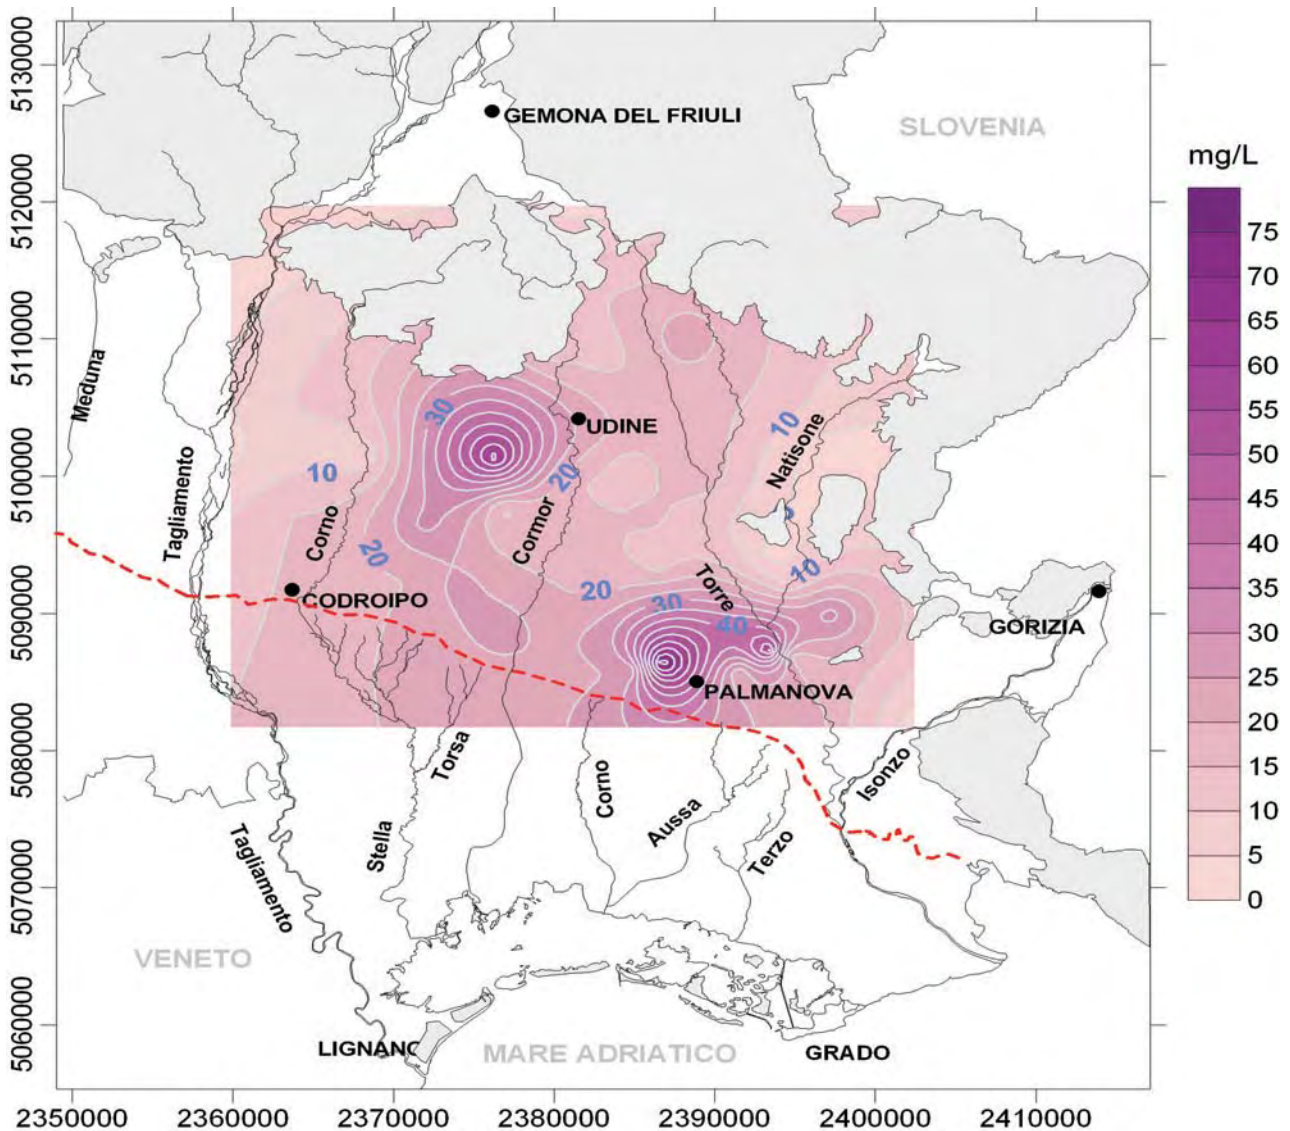 5130000
5120000
5110000
5100000
5090000
5080000
5070000
5060000
GEMONA DEL FRIULI
SLOVENIA
mg/L
75
70
65
60
55
50
45
40
35
30
25
20
15
10
5
0
Meduna
Tagliamento
30
UDINE
10
Natisone
10
20
Corno
Cormor
20
10
CODROIPO
20
30
Torre
40
GORIZIA
PALMANOVA
Torsa
Corno
Isonzo
Aussa
Stella
Terzo
Tagliamento
VENETO
LIGNANO
MARE ADRIATICO
GRADO
2350000
2360000
2370000
2380000
2390000
2400000
2410000